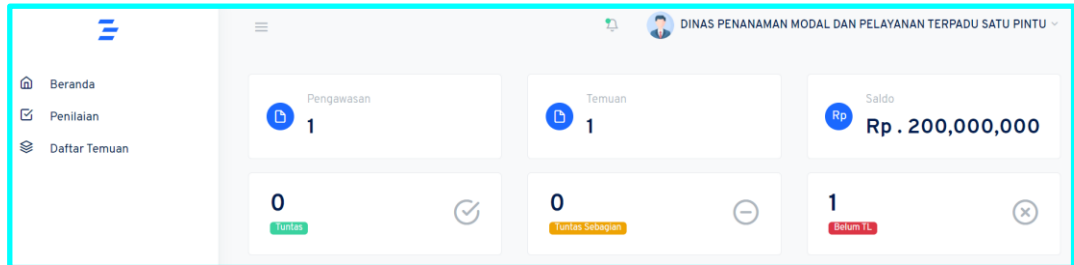 DINAS PENANAMAN MODAL DAN PELAYANAN TERPADU SATU PINTU
Beranda
Penilaian
Daftar Temuan
Pengawasan
1
Temuan
1
Rp
Saldo
Rp . 200,000,000
0
Tuntas
0
Tuntas Sebagian
1
Belum TL